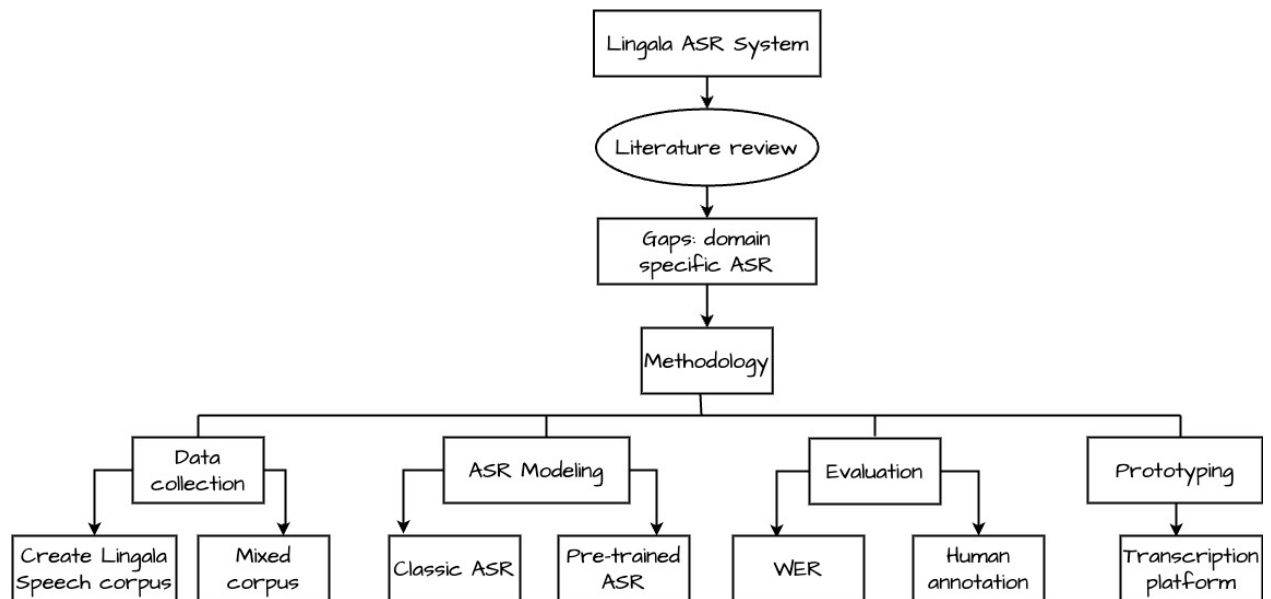 Lingala ASR System
Literature review
Gaps: domain
specific ASR
Methodology
Data
collection
ASR Modeling
Evaluation
Prototyping
Create Lingala
Speech corpus
Mixed
corpus
Classic ASR
Pre-trained
ASR
WER
Human
annotation
Transcription
platform